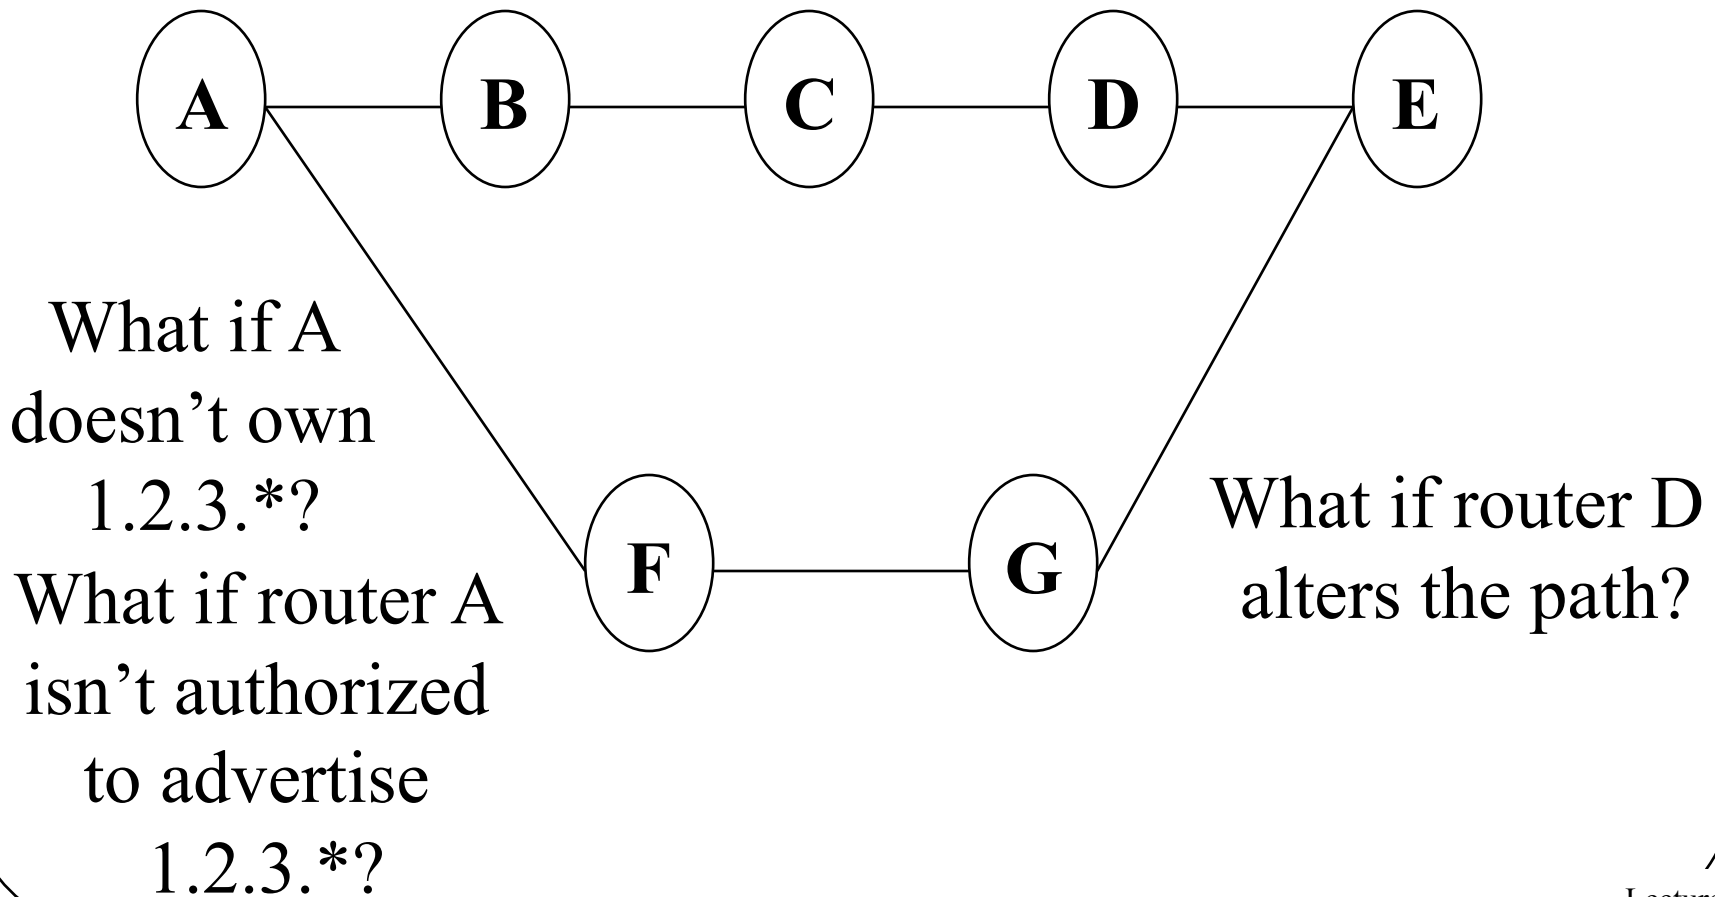 A B C D E
What if A
doesn’t own
1.2.3.*?
What if router A
isn’t authorized
to advertise
1.2.3.*?
F G
What if router D
alters the path?